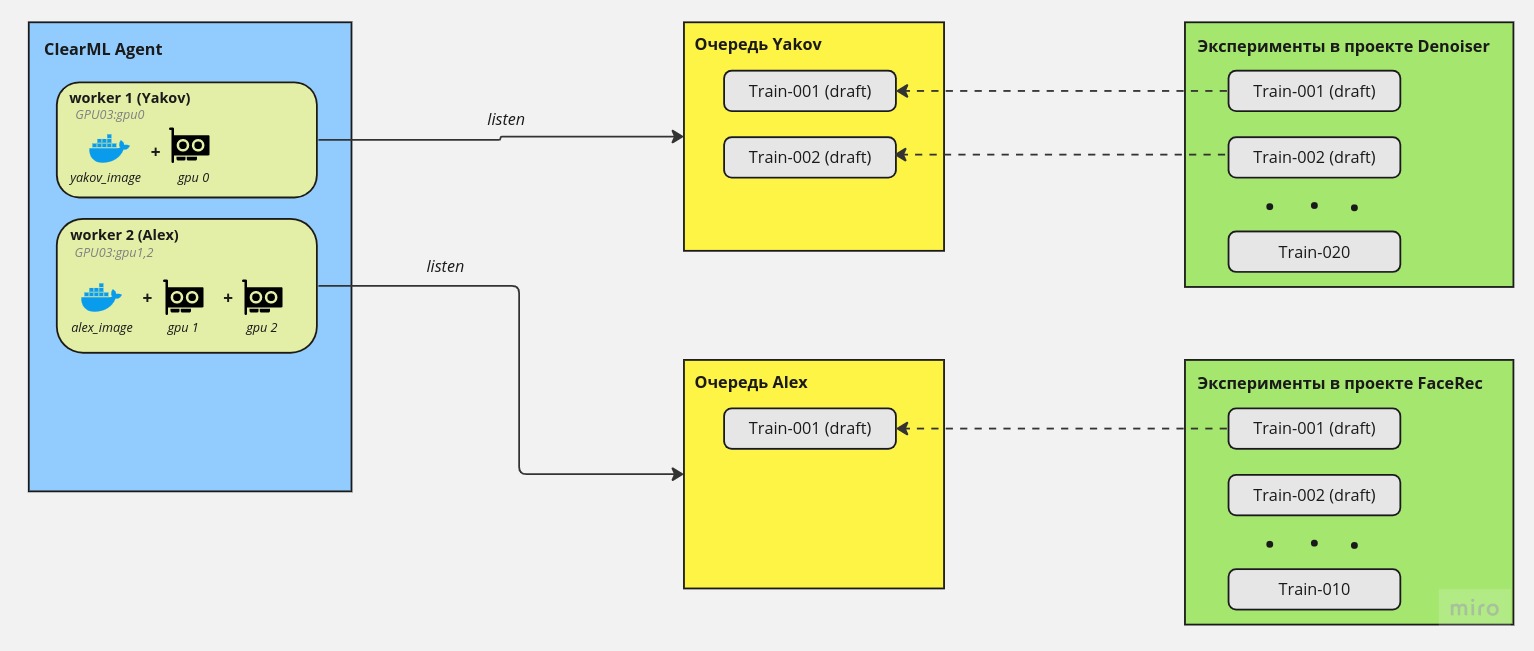 ClearML Agent
worker 1 (Yakov)
GPU03:gpu0
+
yakov_image
gpu 0
worker 2 (Alex)
GPU03:gpu1,2
+
+
alex_image
gpu 1
gpu 2
listen
listen
Очередь Yakov
Train-001 (draft)
Train-002 (draft)
Очередь Alex
Train-001 (draft)
Эксперименты в проекте Denoiser
Train-001 (draft)
Train-002 (draft)
Train-020
Эксперименты в проекте FaceRec
Train-001 (draft)
Train-002 (draft)
Train-010
miro